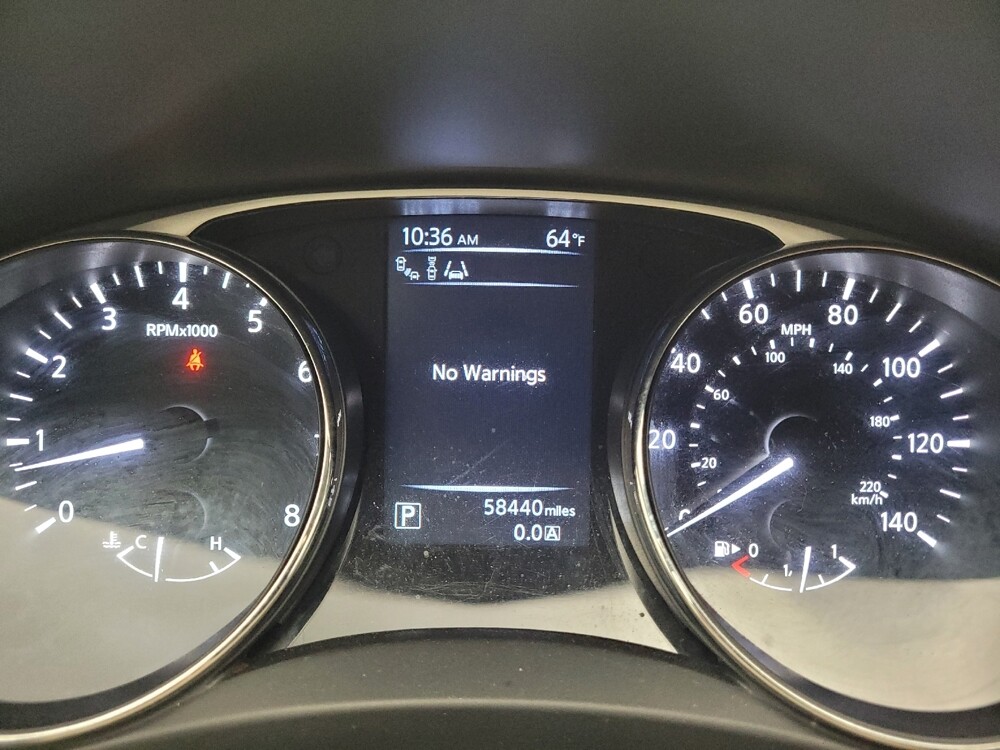 10:36 AM 64°F
No Warnings
P 58440 miles
0.0 A
0 1 2 3 4 5 6 8
RPMx1000
C H
0 20 40 60 80 100 120 140
MPH
20 60 100 140 180 220
km/h
0 1